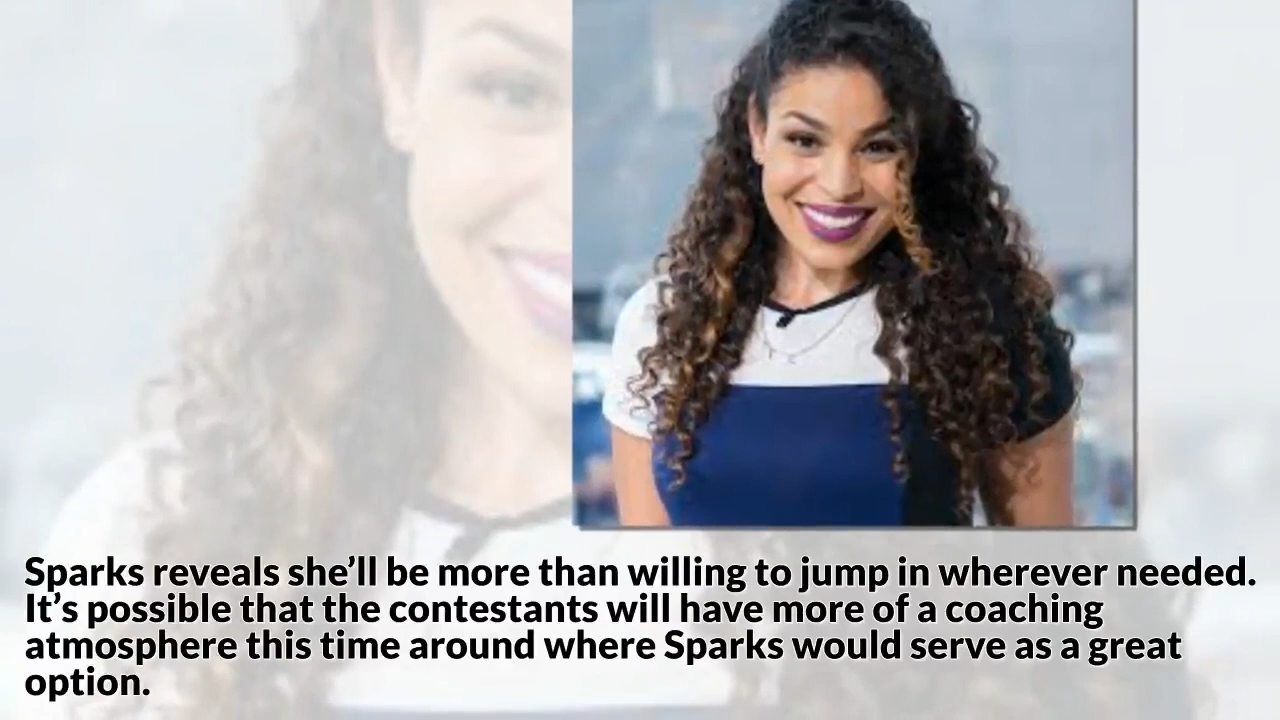 Sparks reveals she’ll be more than willing to jump in wherever needed.
It’s possible that the contestants will have more of a coaching
atmosphere this time around where Sparks would serve as a great
option.